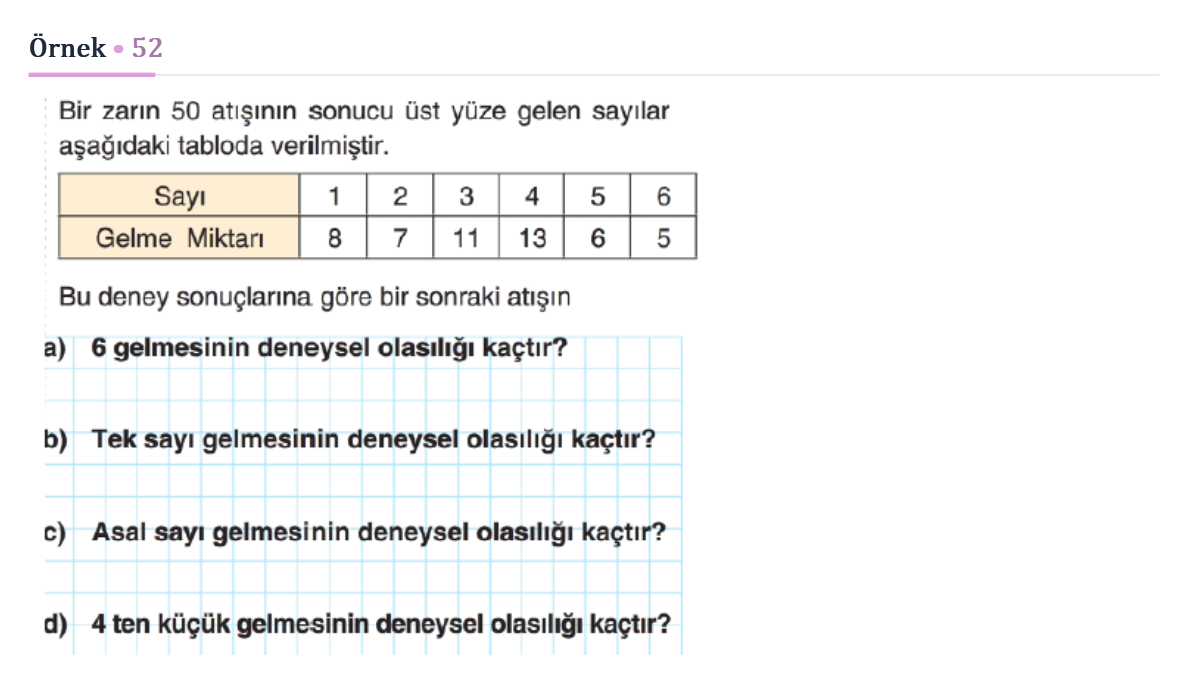 Örnek • 52
Bir zarın 50 atışının sonucu üst yüze gelen sayılar
aşağıdaki tabloda verilmiştir.
Sayı 1 2 3 4 5 6
Gelme Miktarı 8 7 11 13 6 5
Bu deney sonuçlarına göre bir sonraki atışın
a) 6 gelmesinin deneysel olasılığı kaçtır?
b) Tek sayı gelmesinin deneysel olasılığı kaçtır?
c) Asal sayı gelmesinin deneysel olasılığı kaçtır?
d) 4 ten küçük gelmesinin deneysel olasılığı kaçtır?